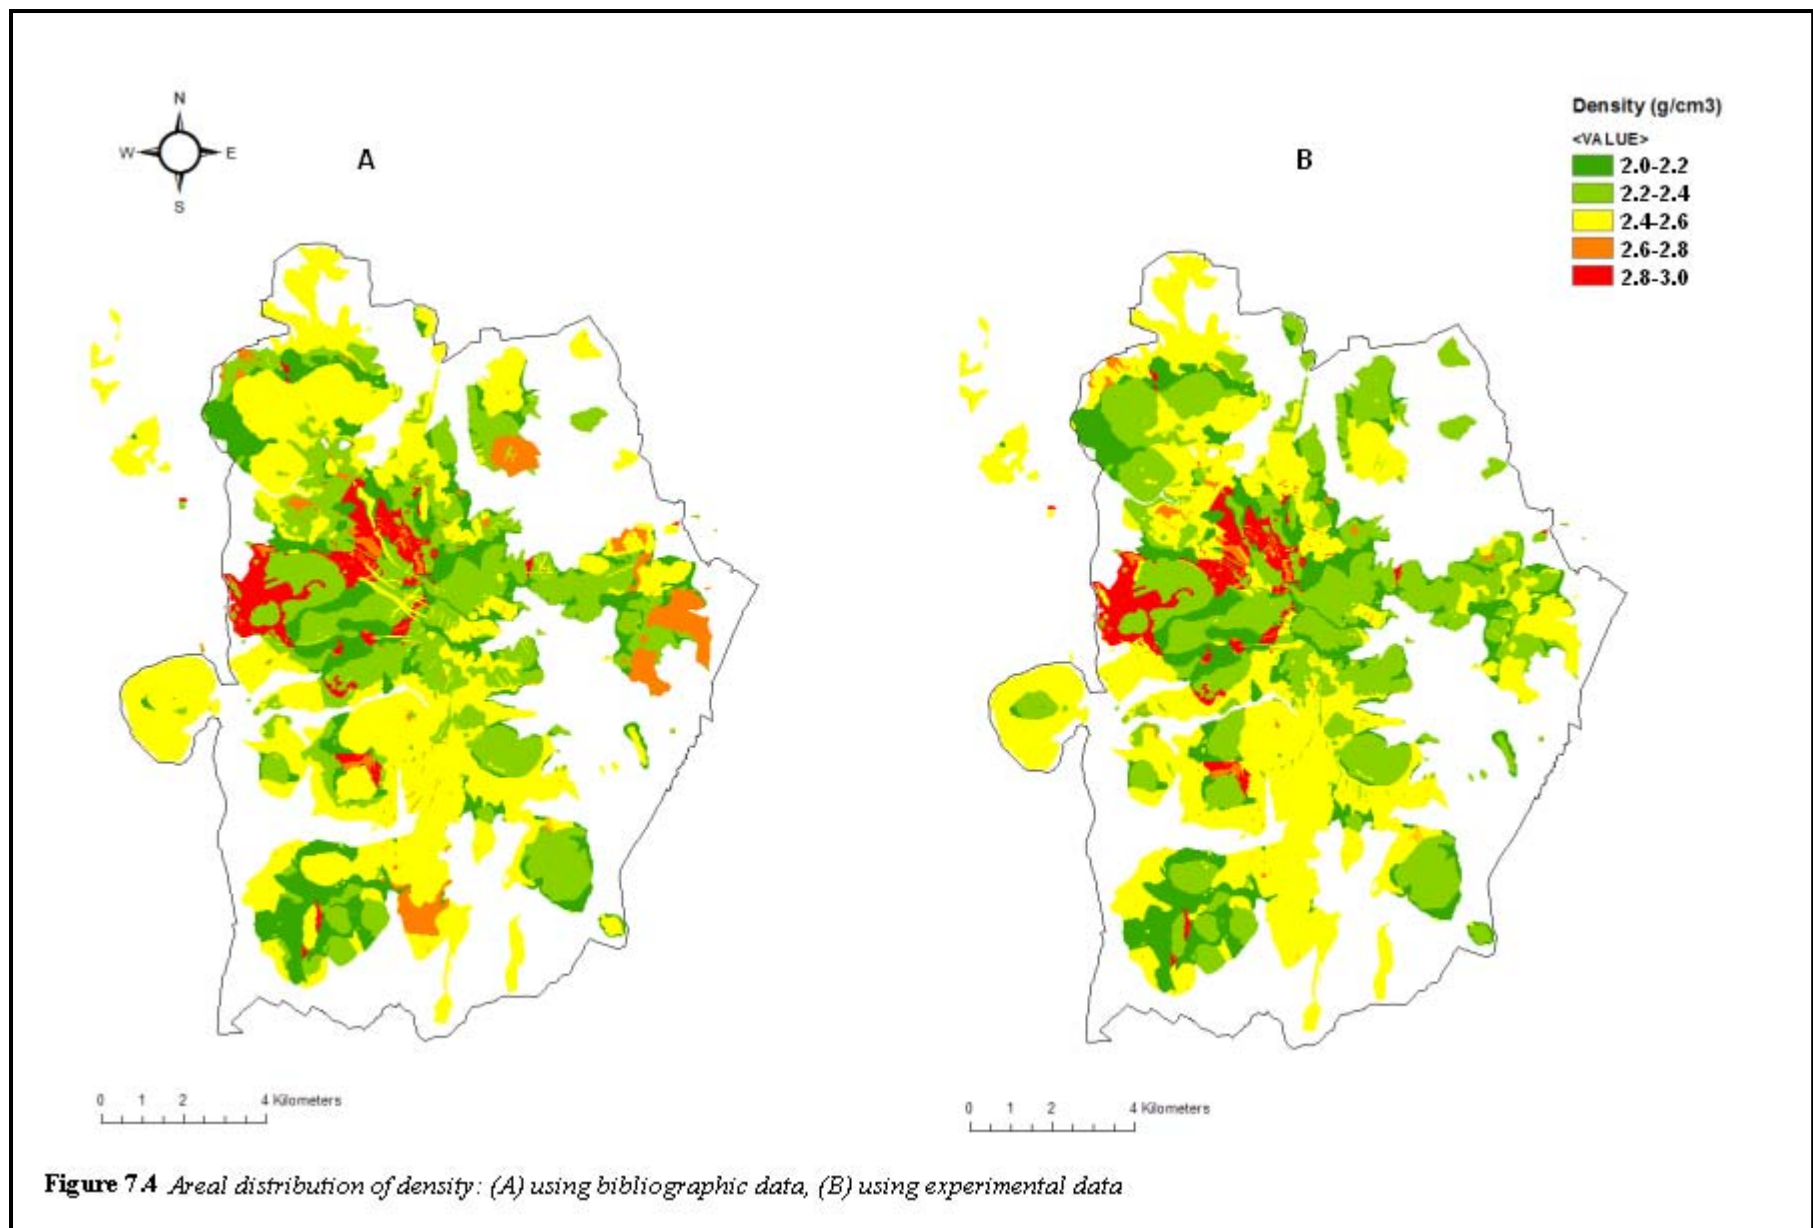 N
W E
S
A
B
Density (g/cm3)
<VALUE>
2.0-2.2
2.2-2.4
2.4-2.6
2.6-2.8
2.8-3.0
0 1 2 4 Kilometers
0 1 2 4 Kilometers
Figure 7.4 Areal distribution of density: (A) using bibliographic data, (B) using experimental data